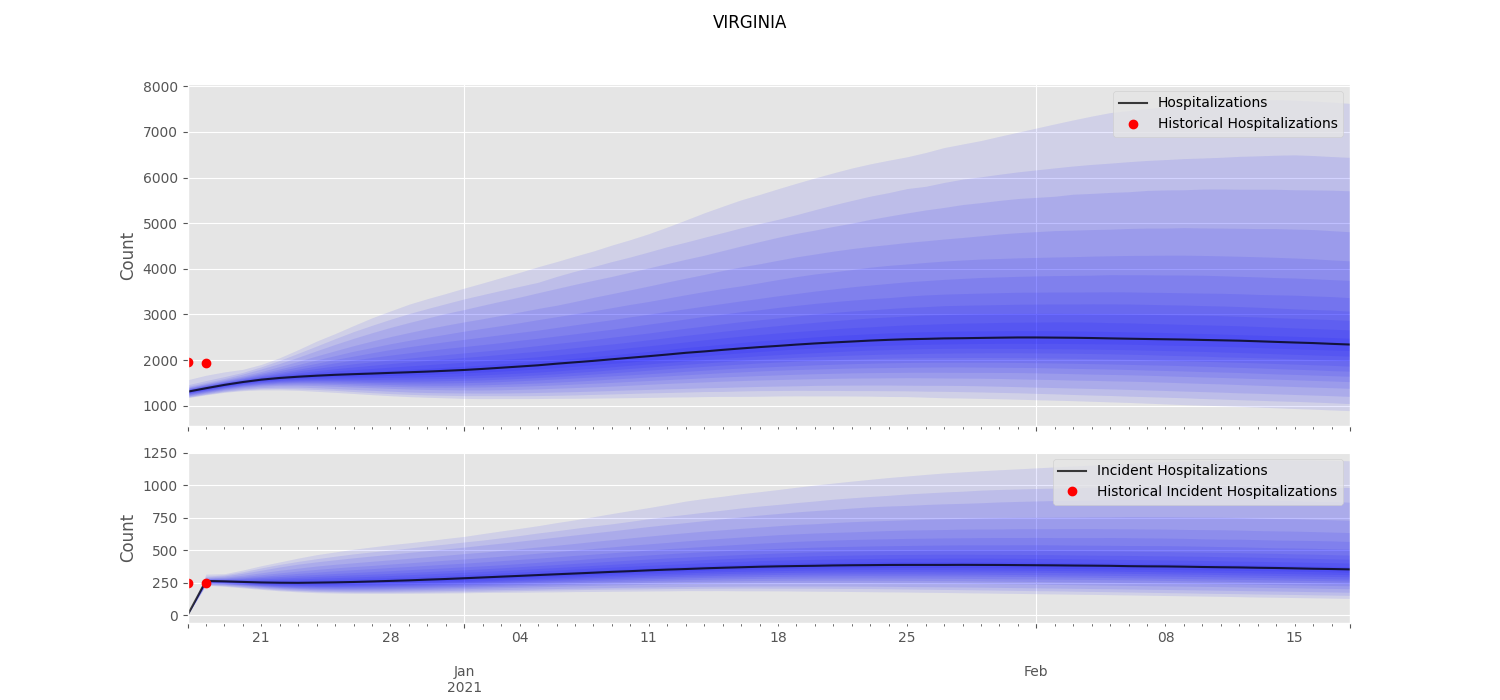 VIRGINIA
8000
7000
6000
5000
4000
3000
2000
1000
Count
Hospitalizations
Historical Hospitalizations
1250
1000
750
500
250
0
Count
Incident Hospitalizations
Historical Incident Hospitalizations
21 28 04 11 18 25 08 15
Jan Feb
2021